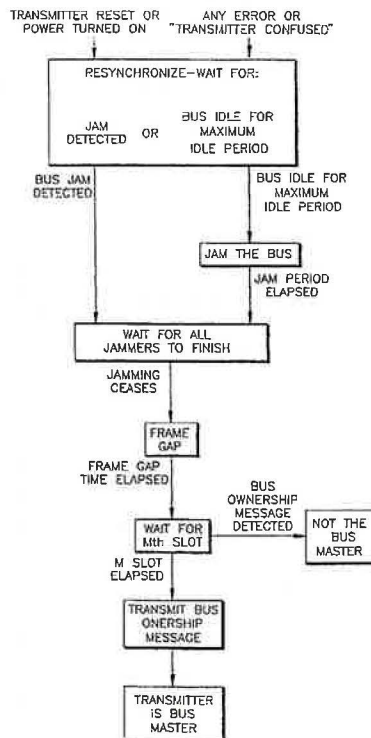 TRANSMITTER RESET OR
POWER TURNED ON
ANY ERROR OR
"TRANSMITTER CONFUSED"
RESYNCHRONIZE-WAIT FOR:
JAM
DETECTED
OR
BUS IDLE FOR
MAXIMUM
IDLE PERIOD
BUS JAM
DETECTED
BUS IDLE FOR
MAXIMUM
IDLE PERIOD
JAM THE BUS
JAM PERIOD
ELAPSED
WAIT FOR ALL
JAMMERS TO FINISH
JAMMING
CEASES
FRAME
GAP
FRAME GAP
TIME ELAPSED
BUS
OWNERSHIP
MESSAGE
DETECTED
WAIT FOR
Mth SLOT
NOT THE
BUS
MASTER
M SLOT
ELAPSED
TRANSMIT BUS
ONERSHIP
MESSAGE
TRANSMITTER
IS BUS
MASTER